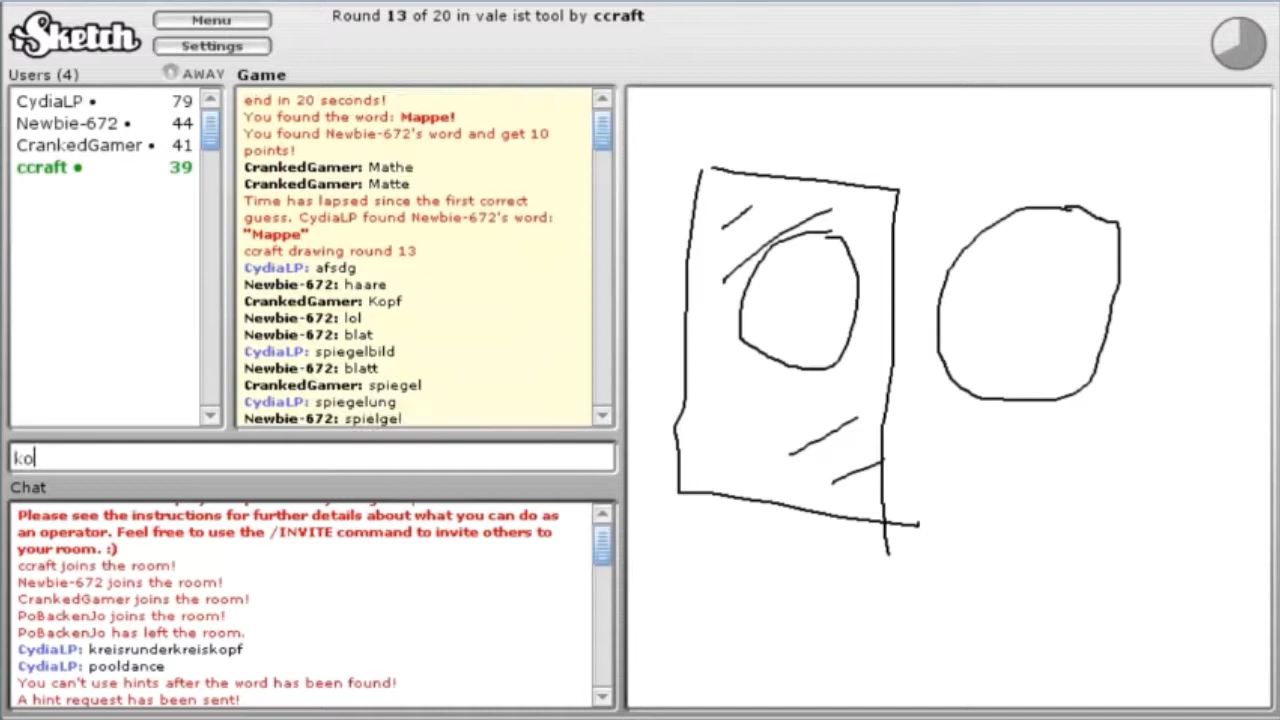 iSketch
Menu
Settings
Round 13 of 20 in vale ist tool by ccraft
Users (4)
AWAY
Game
CydiaLP • 79
Newbie-672 • 44
CrankedGamer • 41
ccraft • 39
end in 20 seconds!
You found the word: Mappe!
You found Newbie-672's word and get 10
points!
CrankedGamer: Mathe
CrankedGamer: Matte
Time has lapsed since the first correct
guess. CydiaLP found Newbie-672's word:
"Mappe"
ccraft drawing round 13
CydiaLP: afsdg
Newbie-672: haare
CrankedGamer: Kopf
Newbie-672: lol
Newbie-672: blat
CydiaLP: spiegelbild
Newbie-672: blatt
CrankedGamer: spiegel
CydiaLP: spiegelung
Newbie-672: spielgel
ko
Chat
Please see the instructions for further details about what you can do as
an operator. Feel free to use the /INVITE command to invite others to
your room. :)
ccraft joins the room!
Newbie-672 joins the room!
CrankedGamer joins the room!
PoBackenJo joins the room!
PoBackenJo has left the room.
CydiaLP: kreisrunderkreiskopf
CydiaLP: pooldance
You can't use hints after the word has been found!
A hint request has been sent!